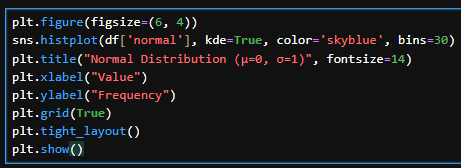 plt.figure(figsize=(6, 4))
sns.histplot(df['normal'], kde=True, color='skyblue', bins=30)
plt.title("Normal Distribution (μ=0, σ=1)", fontsize=14)
plt.xlabel("Value")
plt.ylabel("Frequency")
plt.grid(True)
plt.tight_layout()
plt.show()